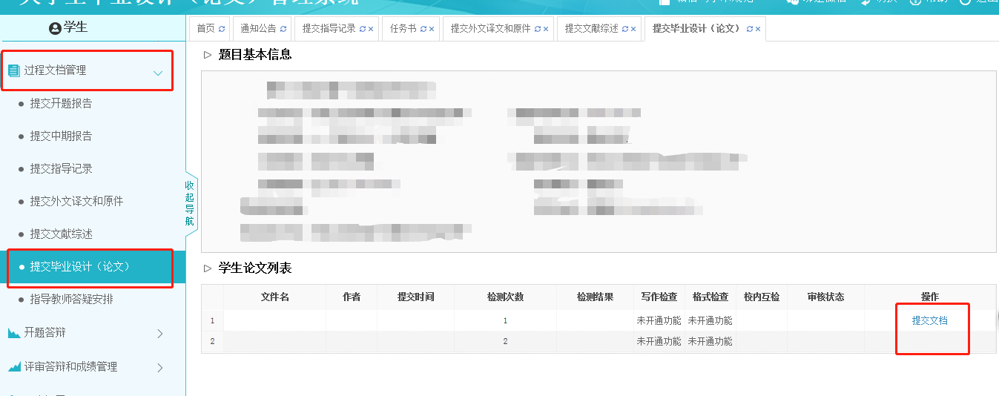 学生
首页
通知公告
提交指导记录
任务书
提交外文译文和原件
提交文献综述
提交毕业设计（论文）
过程文档管理
提交开题报告
提交中期报告
提交指导记录
提交外文译文和原件
提交文献综述
提交毕业设计（论文）
指导教师答疑安排
开题答辩
评审答辩和成绩管理
收起导航
题目基本信息
学生论文列表
文件名 作者 提交时间 检测次数 检测结果 写作检查 格式检查 校内互检 审核状态 操作
1 1 未开通功能 未开通功能 提交文档
2 2 未开通功能 未开通功能